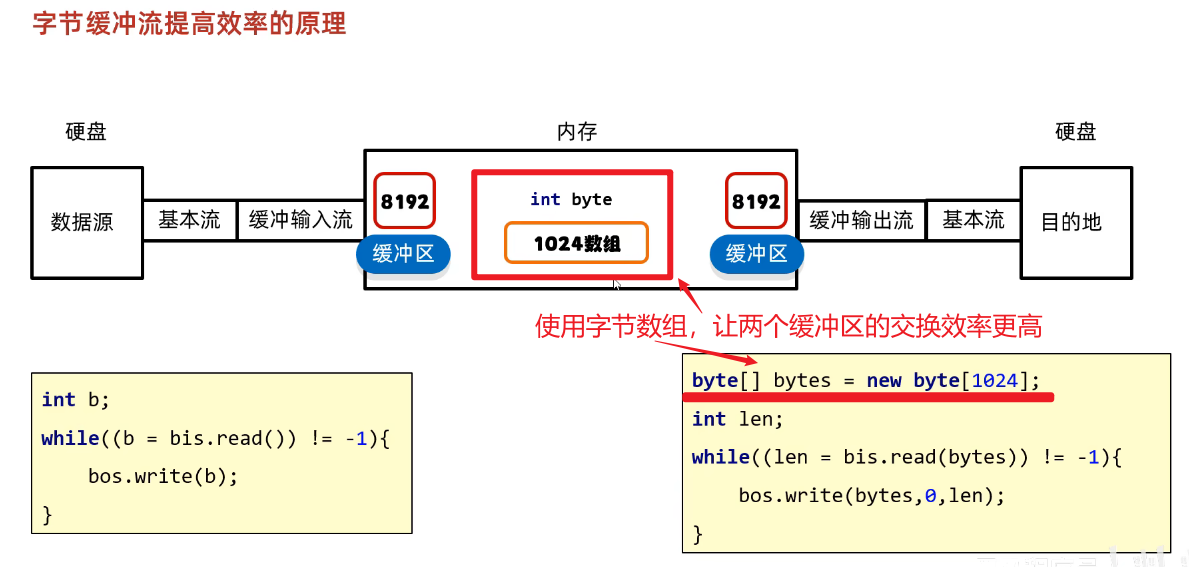 字节缓冲流提高效率的原理
硬盘
内存
硬盘
数据源
基本流
缓冲输入流
8192
缓冲区
int byte
1024数组
8192
缓冲区
缓冲输出流
基本流
目的地
使用字节数组，让两个缓冲区的交换效率更高
int b;
while((b = bis.read()) != -1){
bos.write(b);
}
byte[] bytes = new byte[1024];
int len;
while((len = bis.read(bytes)) != -1){
bos.write(bytes,0,len);
}